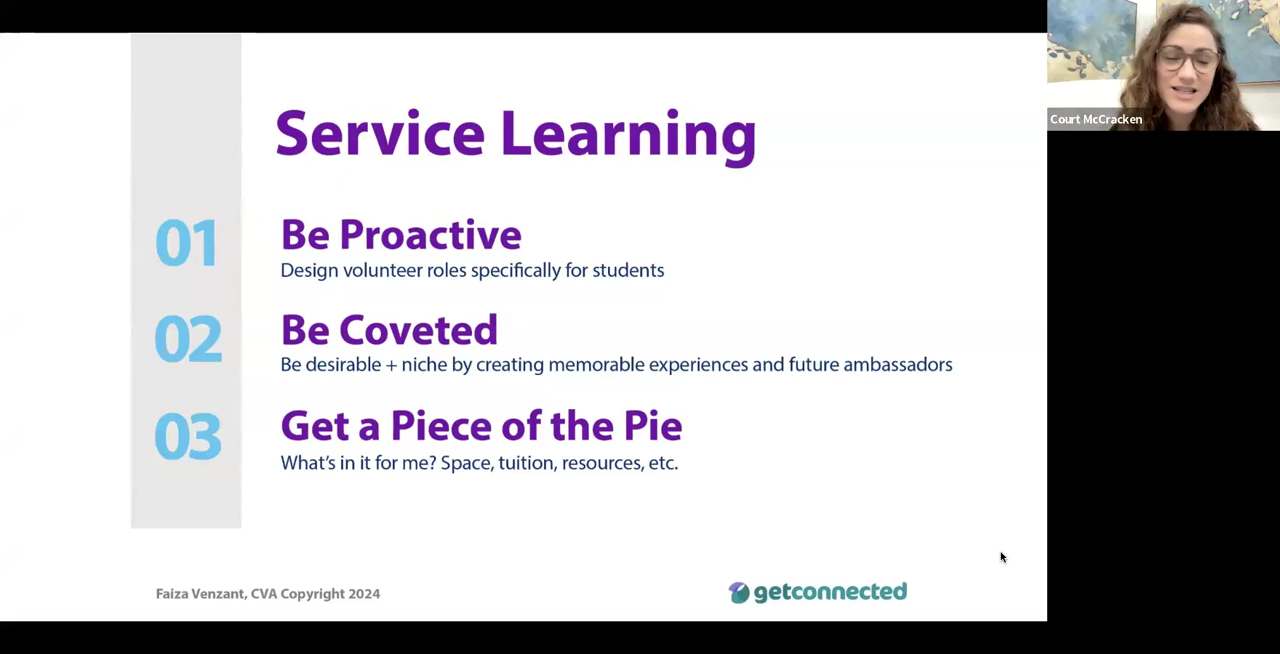 Service Learning
01
Be Proactive
Design volunteer roles specifically for students
02
Be Coveted
Be desirable + niche by creating memorable experiences and future ambassadors
03
Get a Piece of the Pie
What's in it for me? Space, tuition, resources, etc.
Faiza Venzant, CVA Copyright 2024
getconnected
Court McCracken